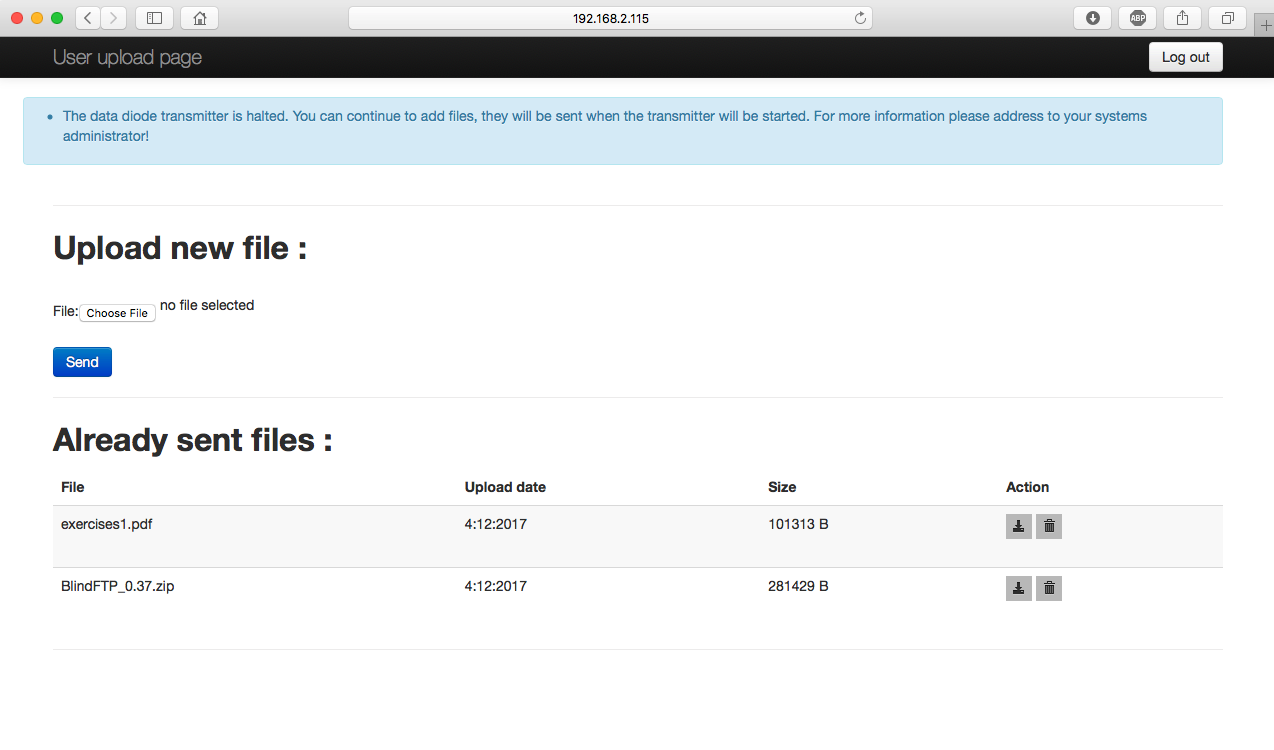 192.168.2.115
ABP
User upload page
Log out
The data diode transmitter is halted. You can continue to add files, they will be sent when the transmitter will be started. For more information please address to your systems
administrator!
Upload new file :
File: Choose File no file selected
Send
Already sent files :
File Upload date Size Action
exercises1.pdf 4:12:2017 101313 B
BlindFTP_0.37.zip 4:12:2017 281429 B